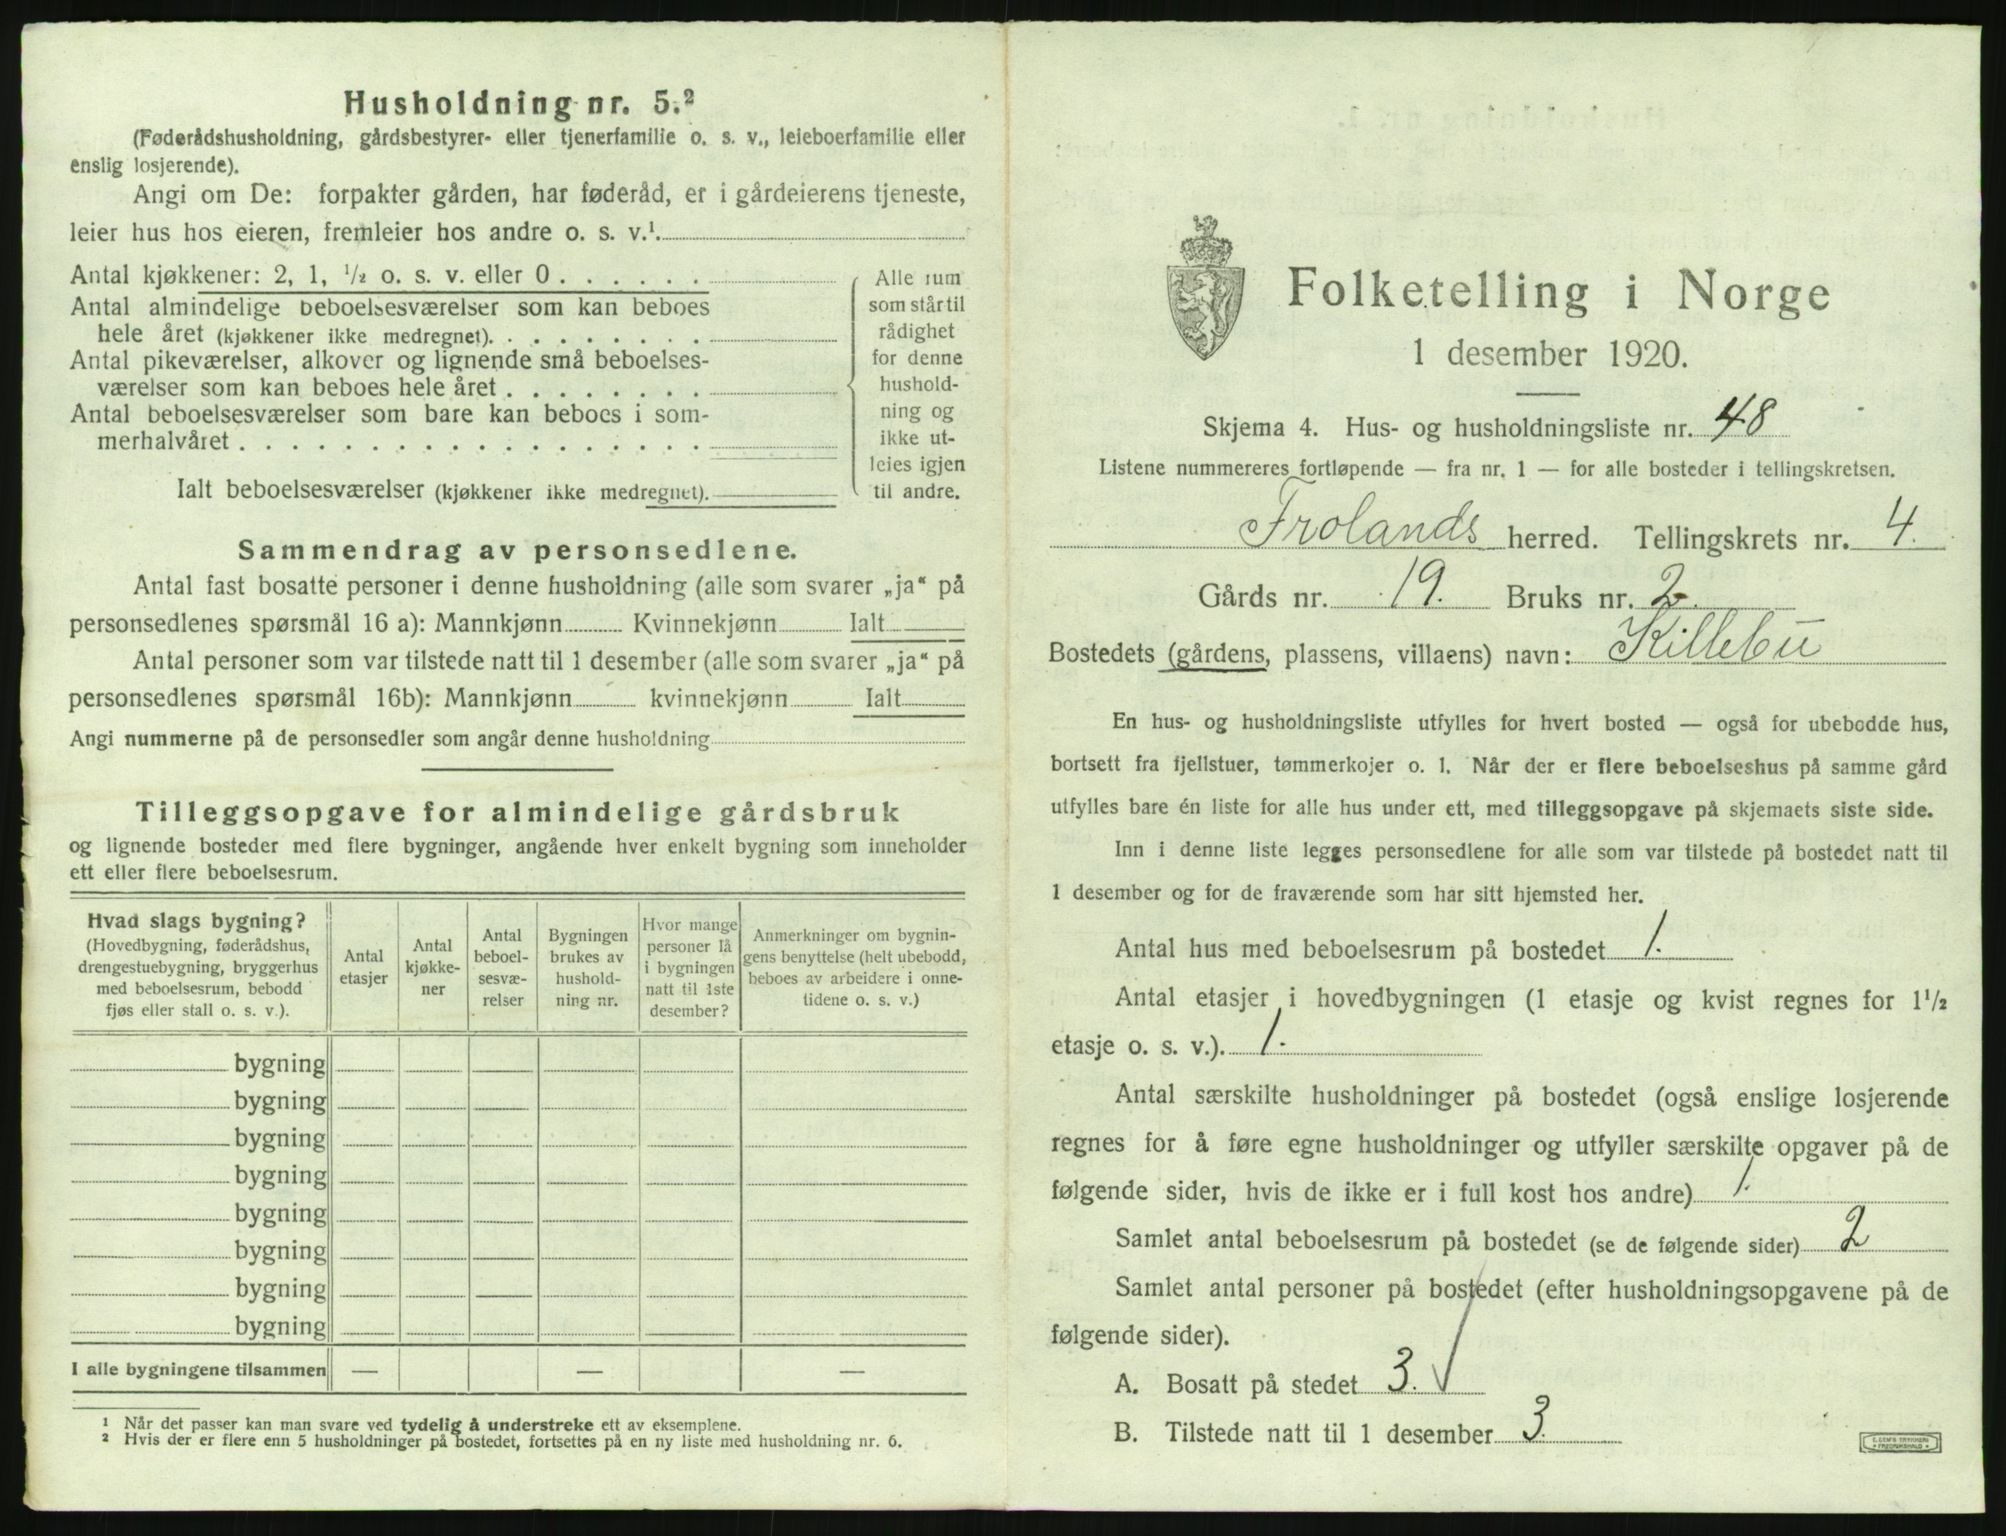 Husholdning nr. 5.²
(Føderådshusholdning, gårdsbestyrer- eller tjenerfamilie o. s. v., leieboerfamilie eller
enslig losjerende).
Angi om De: forpakter gården, har føderåd, er i gårdeierens tjeneste,
leier hus hos eieren, fremleier hos andre o. s. v.¹.
Antal kjøkkener: 2, 1, ½ o. s. v. eller 0
Antal almindelige beboelsesværelser som kan beboes
hele året (kjøkkener ikke medregnet).
Antal pikeværelser, alkover og lignende små beboelses-
værelser som kan beboes hele året
Antal beboelsesværelser som bare kan beboes i som-
merhalvåret
Ialt beboelsesværelser (kjøkkener ikke medregnet).
Alle rum
som står til
rådighet
for denne
hushold-
ning og
ikke ut-
leies igjen
til andre.
Sammendrag av personsedlene.
Antal fast bosatte personer i denne husholdning (alle som svarer „ja“ på
personsedlenes spørsmål 16 a): Mannkjønn Kvinnekjønn Ialt
Antal personer som var tilstede natt til 1 desember (alle som svarer „ja“ på
personsedlenes spørsmål 16b): Mannkjønn kvinnekjønn Ialt
Angi nummerne på de personsedler som angår denne husholdning
Tilleggsopgave for almindelige gårdsbruk
og lignende bosteder med flere bygninger, angående hver enkelt bygning som inneholder
ett eller flere beboelsesrum.
Hvad slags bygning?
(Hovedbygning, føderådshus,
drengestuebygning, bryggerhus
med beboelsesrum, bebodd
fjøs eller stall o. s. v.).
Antal
etasjer
Antal
kjøkke-
ner
Antal
beboel-
sesvæ-
relser
Bygningen
brukes av
hushold-
ning nr.
Hvor mange
personer lå
i bygningen
natt til 1ste
desember?
Anmerkninger om bygnin-
gens benyttelse (helt ubebodd,
beboes av arbeidere i onne-
tidene o. s. v.)
bygning
bygning
bygning
bygning
bygning
bygning
bygning
bygning
I alle bygningene tilsammen — — —
¹ Når det passer kan man svare ved tydelig å understreke ett av eksemplene.
² Hvis der er flere enn 5 husholdninger på bostedet, fortsettes på en ny liste med husholdning nr. 6.
Folketelling i Norge
1 desember 1920.
Skjema 4. Hus- og husholdningsliste nr. 48
Listene nummereres fortløpende — fra nr. 1 — for alle bosteder i tellingskretsen.
Frolands herred. Tellingskrets nr. 4.
Gårds nr. 19. Bruks nr. 2.
Bostedets (gårdens, plassens, villaens) navn: Killebu
En hus- og husholdningsliste utfylles for hvert bosted — også for ubebodde hus,
bortsett fra fjellstuer, tømmerkojer o. l. Når der er flere beboelseshus på samme gård
utfylles bare én liste for alle hus under ett, med tilleggsopgave på skjemaets siste side.
Inn i denne liste legges personsedlene for alle som var tilstede på bostedet natt til
1 desember og for de fraværende som har sitt hjemsted her.
Antal hus med beboelsesrum på bostedet 1.
Antal etasjer i hovedbygningen (1 etasje og kvist regnes for 1½
etasje o. s. v.). 1.
Antal særskilte husholdninger på bostedet (også enslige losjerende
regnes for å føre egne husholdninger og utfyller særskilte opgaver på de
følgende sider, hvis de ikke er i full kost hos andre) 1.
Samlet antal beboelsesrum på bostedet (se de følgende sider) 2
Samlet antal personer på bostedet (efter husholdningsopgavene på de
følgende sider).
A. Bosatt på stedet 3. √
B. Tilstede natt til 1 desember 3.